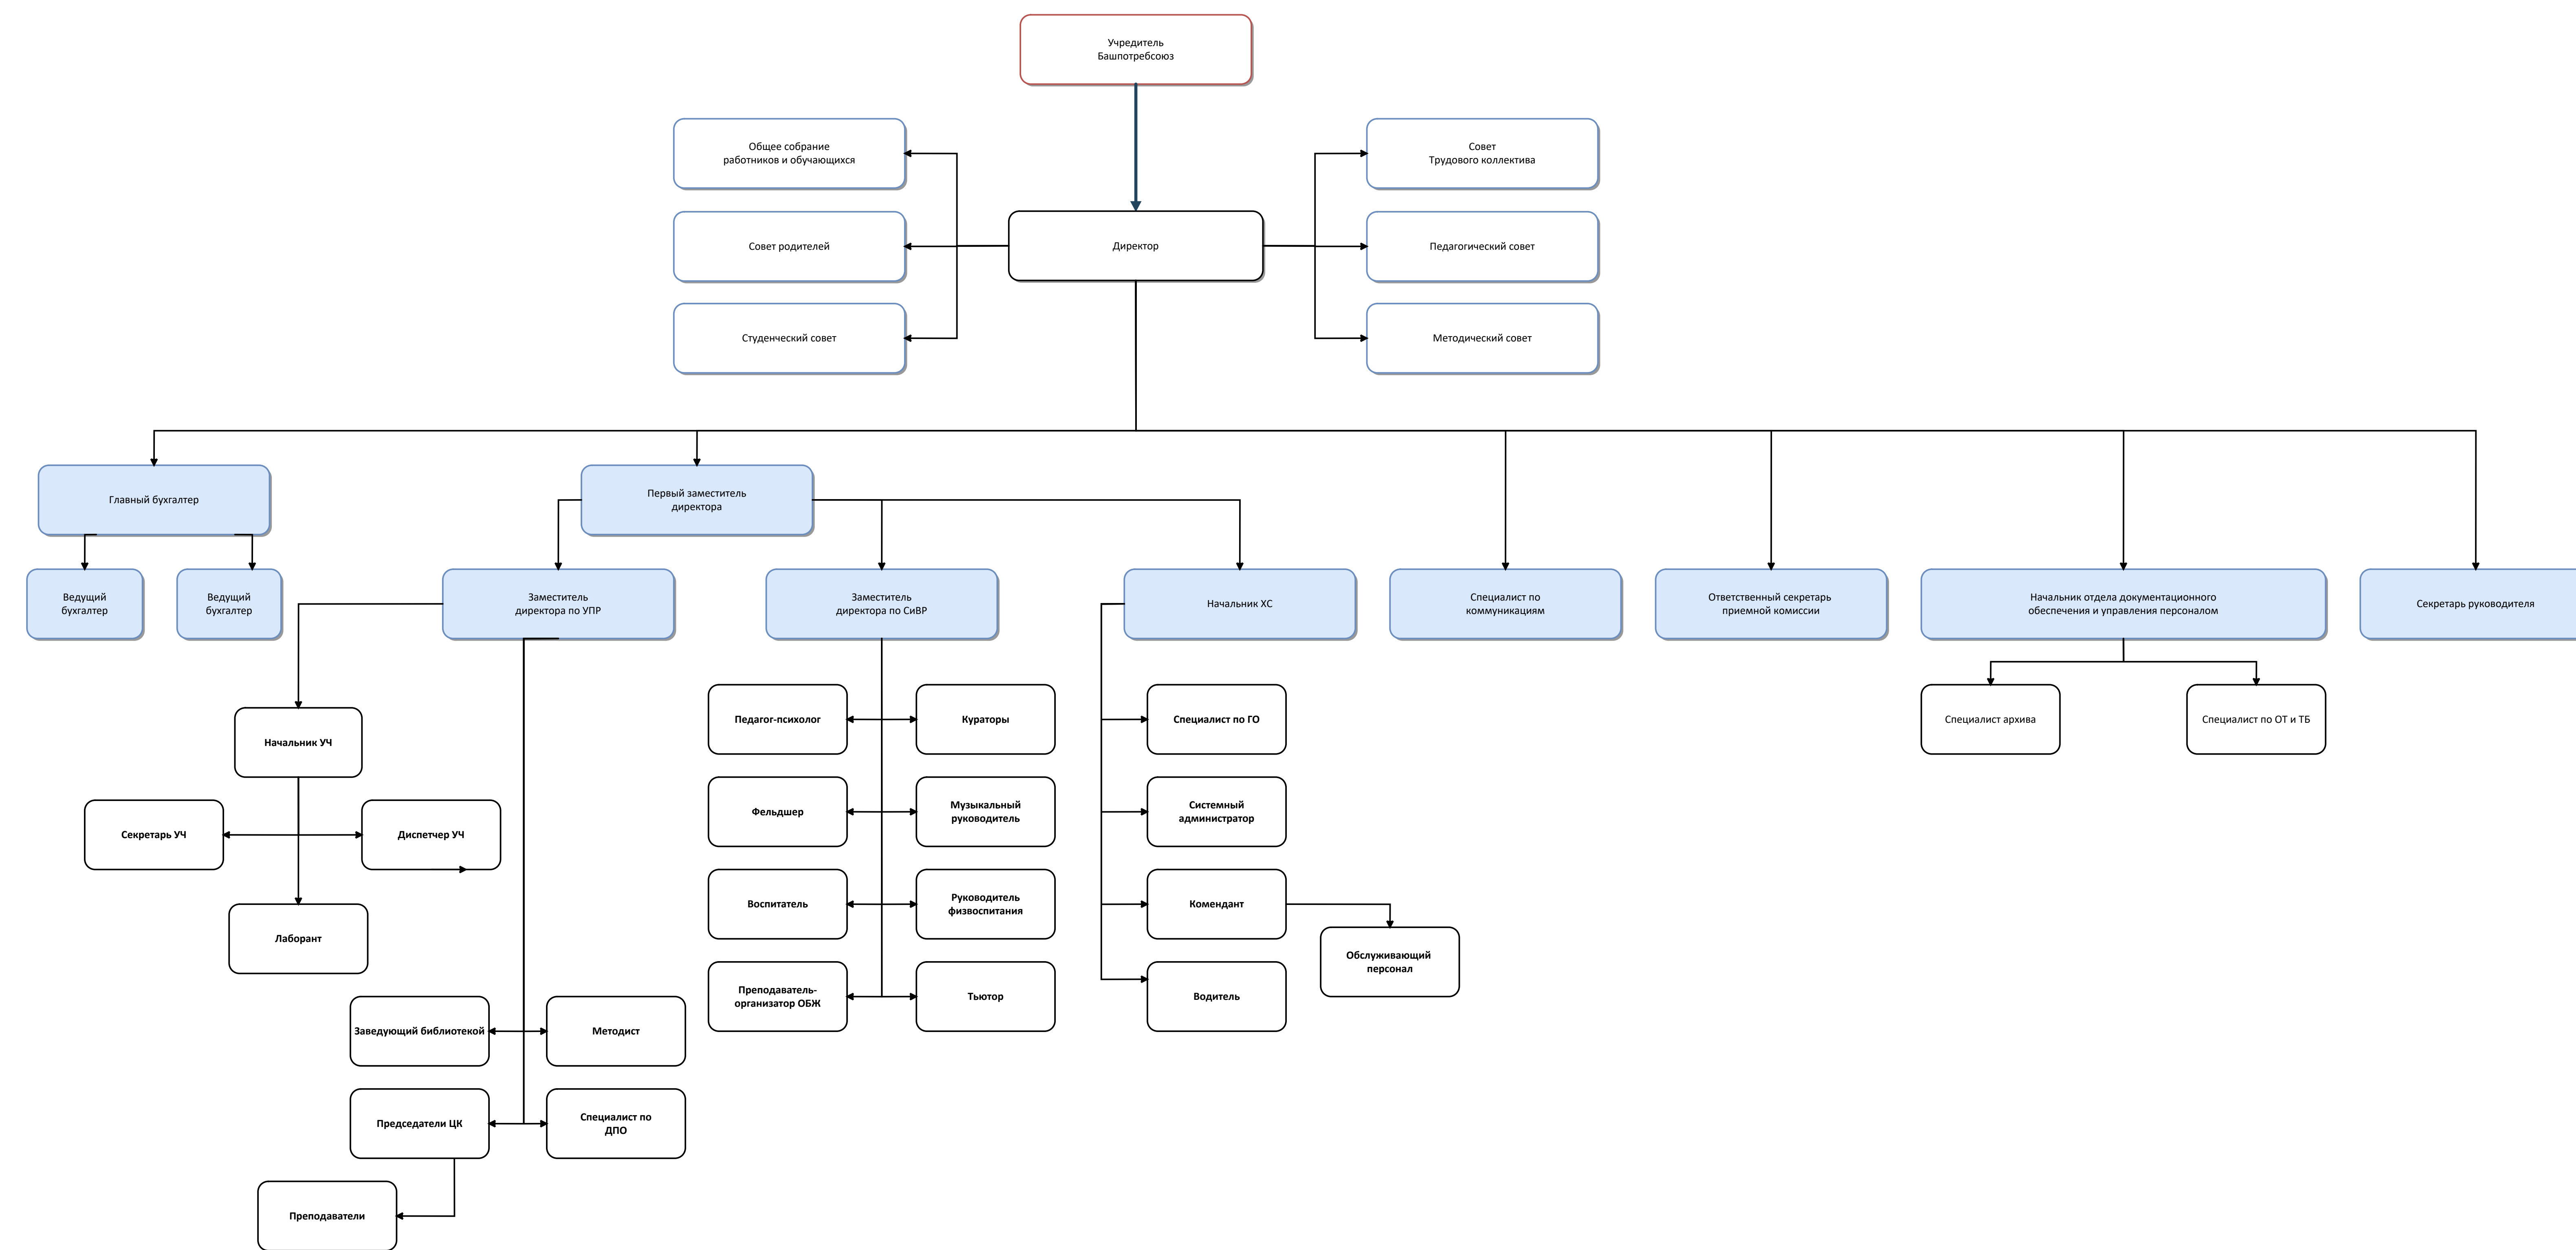 Учредитель
Башпотребсоюз
Общее собрание
работников и обучающихся
Совет
Трудового коллектива
Совет родителей
Директор
Педагогический совет
Студенческий совет
Методический совет
Главный бухгалтер
Первый заместитель
директора
Ведущий
бухгалтер
Ведущий
бухгалтер
Заместитель
директора по УПР
Заместитель
директора по СиВР
Начальник ХС
Специалист по
коммуникациям
Ответственный секретарь
приемной комиссии
Начальник отдела документационного
обеспечения и управления персоналом
Секретарь руководителя
Начальник УЧ
Педагог-психолог
Кураторы
Специалист по ГО
Специалист архива
Специалист по ОТ и ТБ
Секретарь УЧ
Диспетчер УЧ
Фельдшер
Музыкальный
руководитель
Системный
администратор
Лаборант
Воспитатель
Руководитель
физвоспитания
Комендант
Обслуживающий
персонал
Преподаватель-
организатор ОБЖ
Тьютор
Водитель
Заведующий библиотекой
Методист
Председатели ЦК
Специалист по
ДПО
Преподаватели